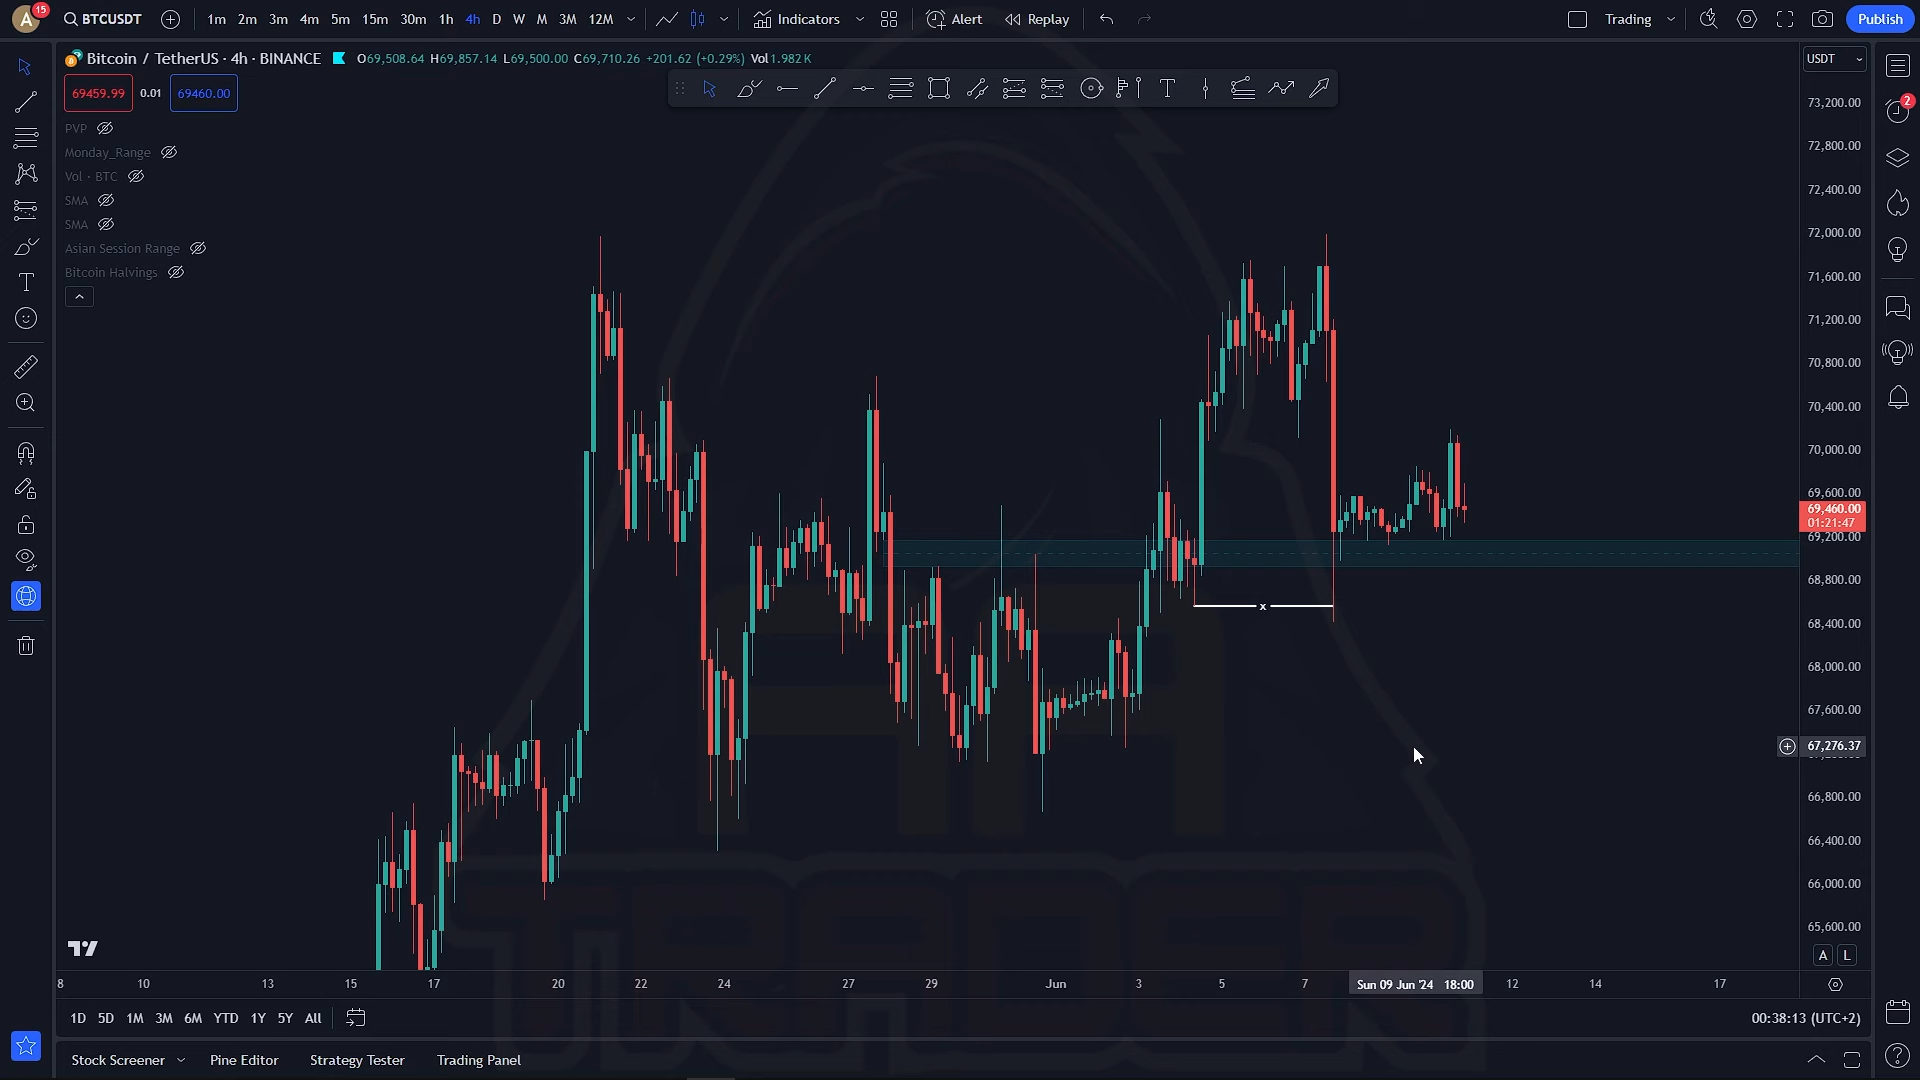 A 15 BTCUSDT 1m 2m 3m 4m 5m 15m 30m 1h 4h D W M 3M 12M Indicators Alert Replay Trading Publish
Bitcoin / TetherUS · 4h · BINANCE O69,508.64 H69,857.14 L69,500.00 C69,710.26 +201.62 (+0.29%) Vol1.982K
USDT
69459.99 0.01 69460.00
2
PVP
Monday_Range
Vol · BTC
SMA
SMA
Asian Session Range
Bitcoin Halvings
73,200.00
72,800.00
72,400.00
72,000.00
71,600.00
71,200.00
70,800.00
70,400.00
70,000.00
69,600.00
69,460.00
01:21:47
69,200.00
68,800.00
68,400.00
68,000.00
67,600.00
67,276.37
66,800.00
66,400.00
66,000.00
65,600.00
x
AA
TRADER
A L
8 10 13 15 17 20 22 24 27 29 Jun 3 5 7 Sun 09 Jun '24 18:00 12 14 17
1D 5D 1M 3M 6M YTD 1Y 5Y All 00:38:13 (UTC+2)
Stock Screener Pine Editor Strategy Tester Trading Panel